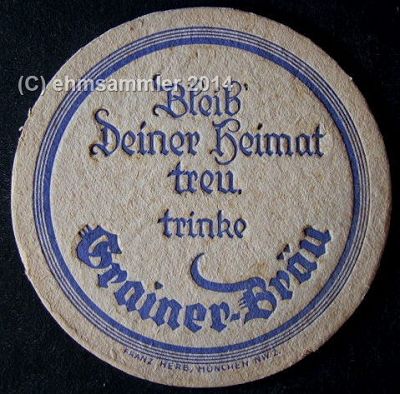 (C) ehmsammler 2014
Bleib
Deiner Heimat
treu.
trinke
Grainer-Bräu
FRANZ HERB, MÜNCHEN NW 2.